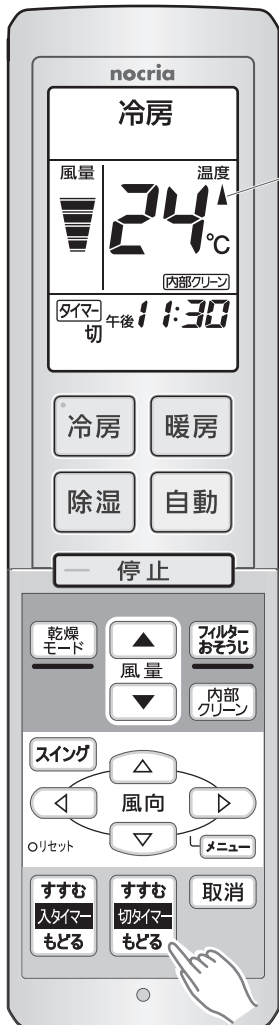 nocria
冷房
風量 温度
24℃
内部クリーン
タイマー
切 午後 11:30
冷房 暖房
除湿 自動
停止
乾燥
モード
風量
フィルター
おそうじ
内部
クリーン
スイング
風向
リセット
メニュー
すすむ
入タイマー
もどる
すすむ
切タイマー
もどる
取消